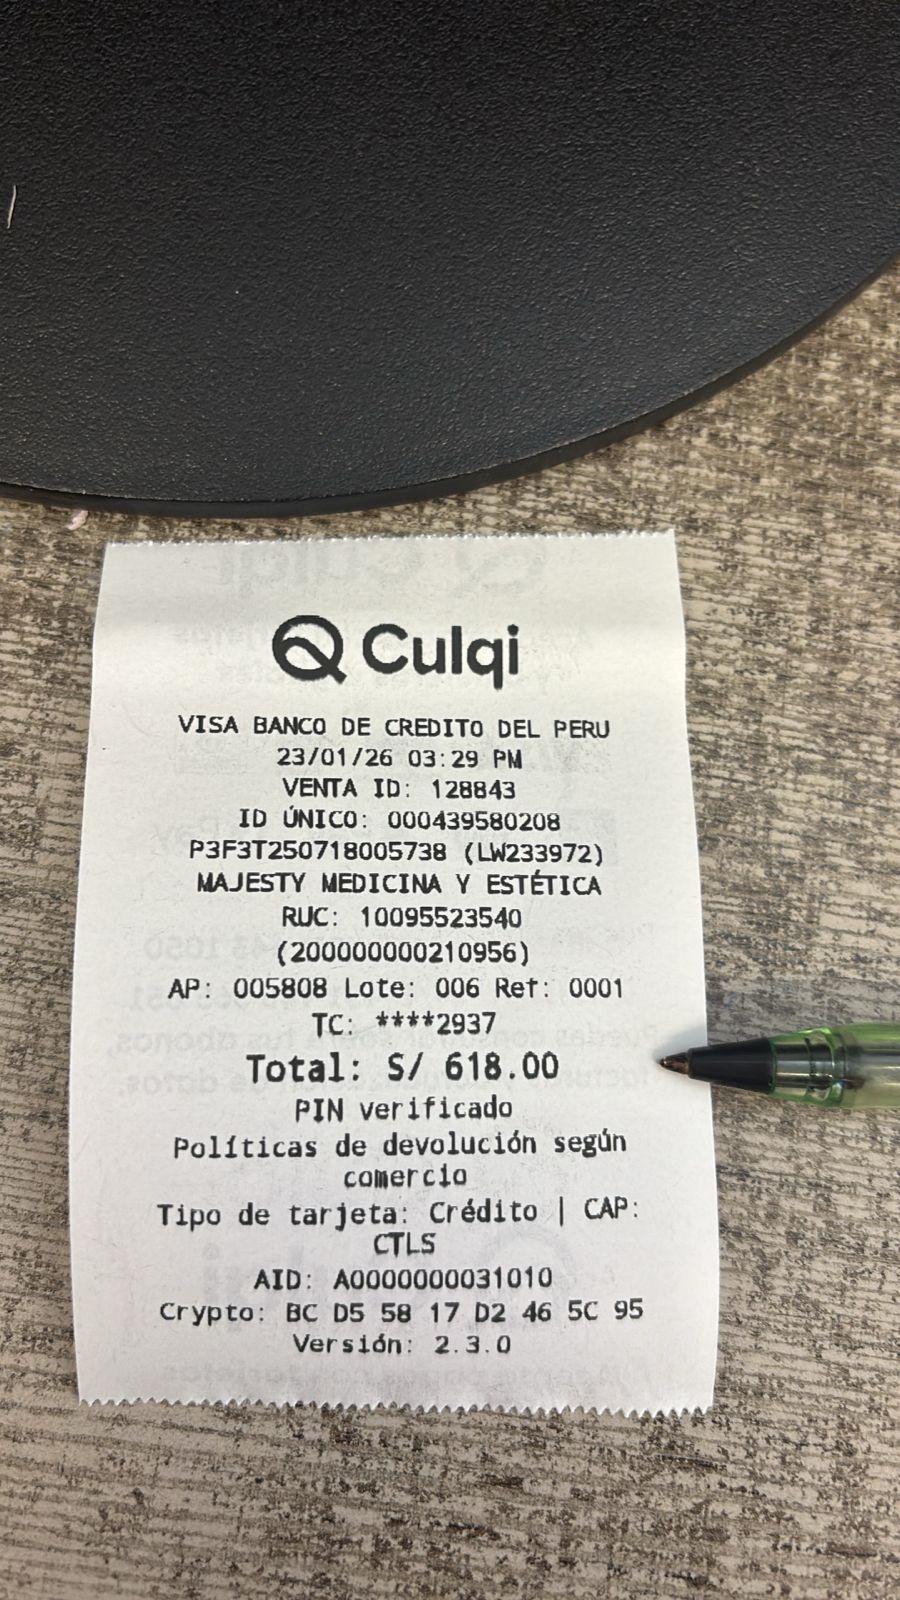 Culqi
VISA BANCO DE CREDITO DEL PERU
23/01/26 03:29 PM
VENTA ID: 128843
ID ÚNICO: 000439580208
P3F3T250718005738 (LW233972)
MAJESTY MEDICINA Y ESTÉTICA
RUC: 10095523540
(200000000210956)
AP: 005808 Lote: 006 Ref: 0001
TC: ****2937
Total: S/ 618.00
PIN verificado
Políticas de devolución según
comercio
Tipo de tarjeta: Crédito | CAP:
CTLS
AID: A0000000031010
Crypto: BC D5 58 17 D2 46 5C 95
Versión: 2.3.0